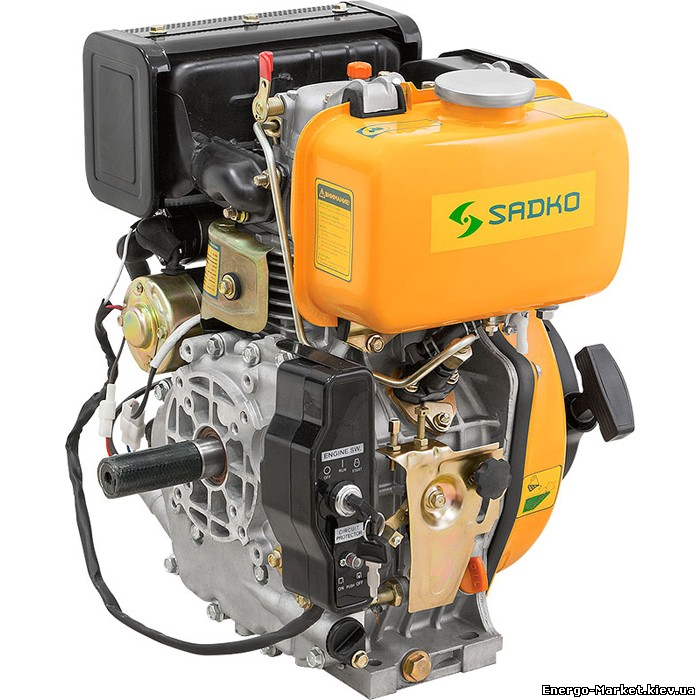 ВНИМАНИЕ!
SADKO
ENGINE SW.
OFF RUN START
CIRCUIT
PROTECTOR
ON PUSH OFF
Energo-Market.kiev.ua